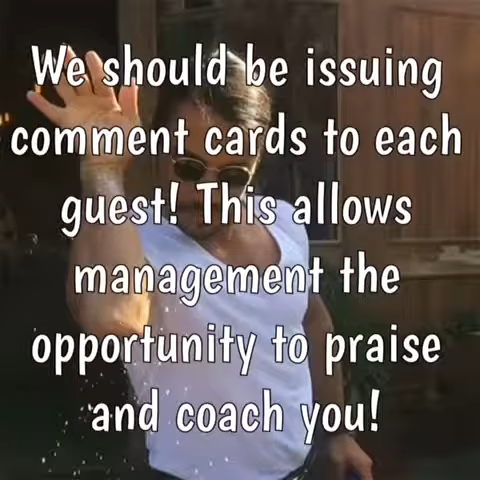 We should be issuing
comment cards to each
guest! This allows
management the
opportunity to praise
and coach you!